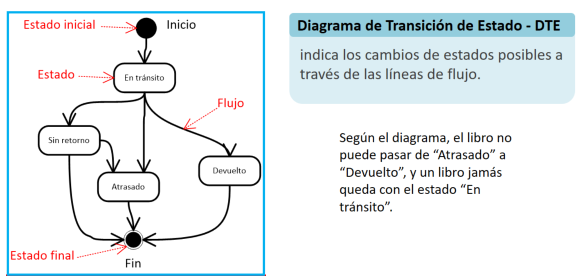 Estado inicial
Inicio
Estado
En tránsito
Flujo
Sin retorno
Atrasado
Devuelto
Estado final
Fin
Diagrama de Transición de Estado - DTE
indica los cambios de estados posibles a
través de las líneas de flujo.
Según el diagrama, el libro no
puede pasar de “Atrasado” a
“Devuelto”, y un libro jamás
queda con el estado “En
tránsito”.